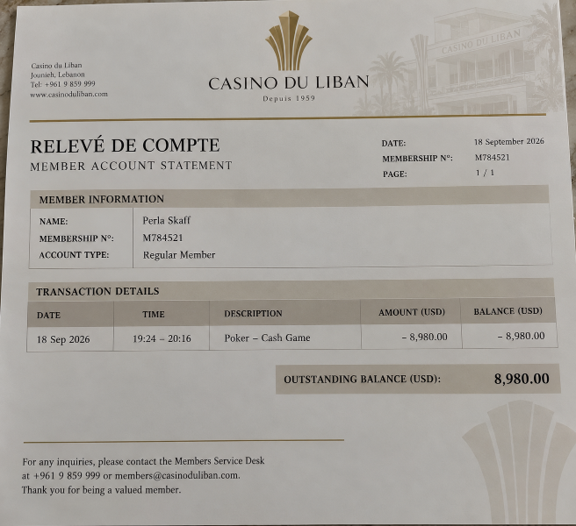 Casino du Liban
Jounieh, Lebanon
Tel: +961 9 859 999
www.casinoduliban.com
CASINO DU LIBAN
Depuis 1959
CASINO DU LIBAN
RELEVÉ DE COMPTE
MEMBER ACCOUNT STATEMENT
DATE: 18 September 2026
MEMBERSHIP N°: M784521
PAGE: 1 / 1
MEMBER INFORMATION
NAME: Perla Skaff
MEMBERSHIP N°: M784521
ACCOUNT TYPE: Regular Member
TRANSACTION DETAILS
DATE TIME DESCRIPTION AMOUNT (USD) BALANCE (USD)
18 Sep 2026 19:24 – 20:16 Poker – Cash Game – 8,980.00 – 8,980.00
OUTSTANDING BALANCE (USD): 8,980.00
For any inquiries, please contact the Members Service Desk
at +961 9 859 999 or members@casinoduliban.com.
Thank you for being a valued member.